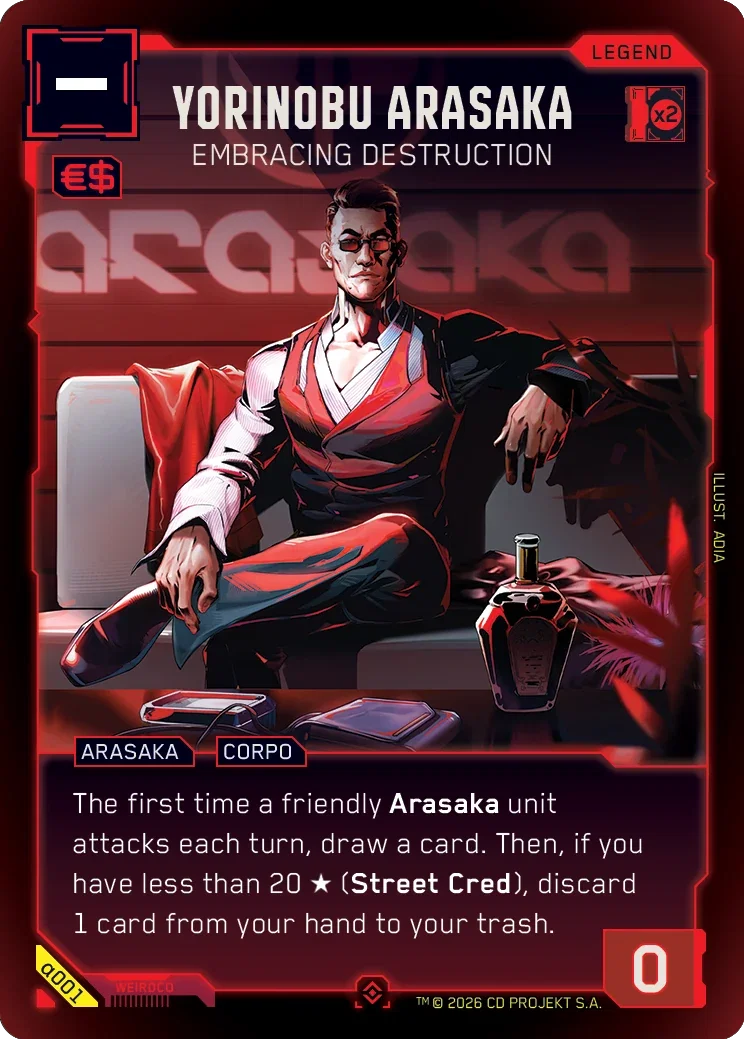 LEGEND
—
YORINOBU ARASAKA
x2
EMBRACING DESTRUCTION
€$
arasaka
ILLUST. ADIA
ARASAKA CORPO
The first time a friendly Arasaka unit
attacks each turn, draw a card. Then, if you
have less than 20 ★ (Street Cred), discard
1 card from your hand to your trash.
0
α001
WEIRDCO
™ © 2026 CD PROJEKT S.A.